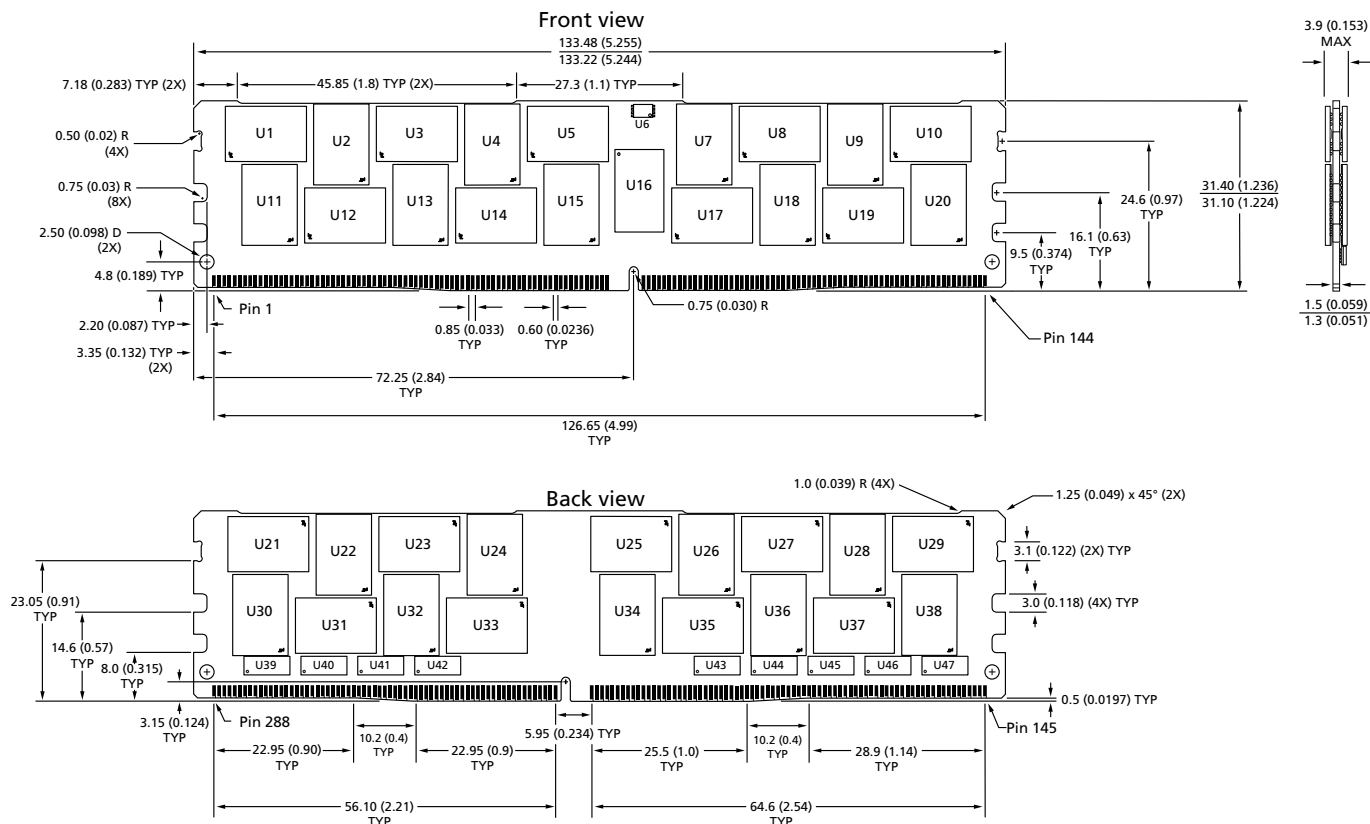 Front view
133.48 (5.255)
133.22 (5.244)
3.9 (0.153)
MAX
7.18 (0.283) TYP (2X)
45.85 (1.8) TYP (2X)
27.3 (1.1) TYP
0.50 (0.02) R
(4X)
0.75 (0.03) R
(8X)
2.50 (0.098) D
(2X)
4.8 (0.189) TYP
2.20 (0.087) TYP
3.35 (0.132) TYP
(2X)
U1
U2
U3
U4
U5
U6
U7
U8
U9
U10
U11
U12
U13
U14
U15
U16
U17
U18
U19
U20
31.40 (1.236)
31.10 (1.224)
24.6 (0.97)
TYP
16.1 (0.63)
TYP
9.5 (0.374)
TYP
1.5 (0.059)
1.3 (0.051)
Pin 1
0.85 (0.033)
TYP
0.60 (0.0236)
TYP
0.75 (0.030) R
Pin 144
72.25 (2.84)
TYP
126.65 (4.99)
TYP
Back view
1.0 (0.039) R (4X)
1.25 (0.049) x 45° (2X)
U21
U22
U23
U24
U25
U26
U27
U28
U29
3.1 (0.122) (2X) TYP
3.0 (0.118) (4X) TYP
U30
U31
U32
U33
U34
U35
U36
U37
U38
U39
U40
U41
U42
U43
U44
U45
U46
U47
23.05 (0.91)
TYP
14.6 (0.57)
TYP
8.0 (0.315)
TYP
3.15 (0.124)
TYP
0.5 (0.0197) TYP
Pin 288
Pin 145
22.95 (0.90)
TYP
10.2 (0.4)
TYP
22.95 (0.9)
TYP
5.95 (0.234) TYP
25.5 (1.0)
TYP
10.2 (0.4)
TYP
28.9 (1.14)
TYP
56.10 (2.21)
TYP
64.6 (2.54)
TYP